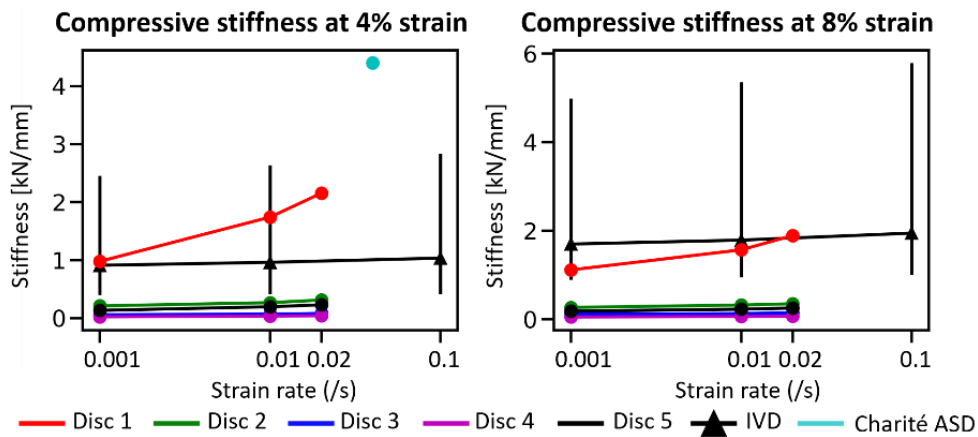 Compressive stiffness at 4% strain
Stiffness [kN/mm]
4
3
2
1
0
0.001
0.01
0.02
0.1
Strain rate (/s)
Compressive stiffness at 8% strain
Stiffness [kN/mm]
6
4
2
0
0.001
0.01
0.02
0.1
Strain rate (/s)
Disc 1
Disc 2
Disc 3
Disc 4
Disc 5
IVD
Charité ASD